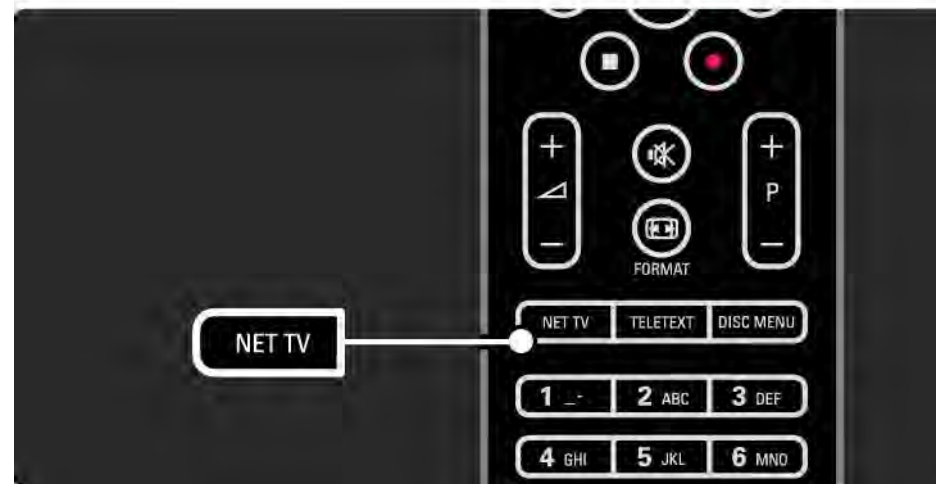 + +
P
– –
FORMAT
NET TV TELETEXT DISC MENU
NET TV
1 _- 2 ABC 3 DEF
4 GHI 5 JKL 6 MNO